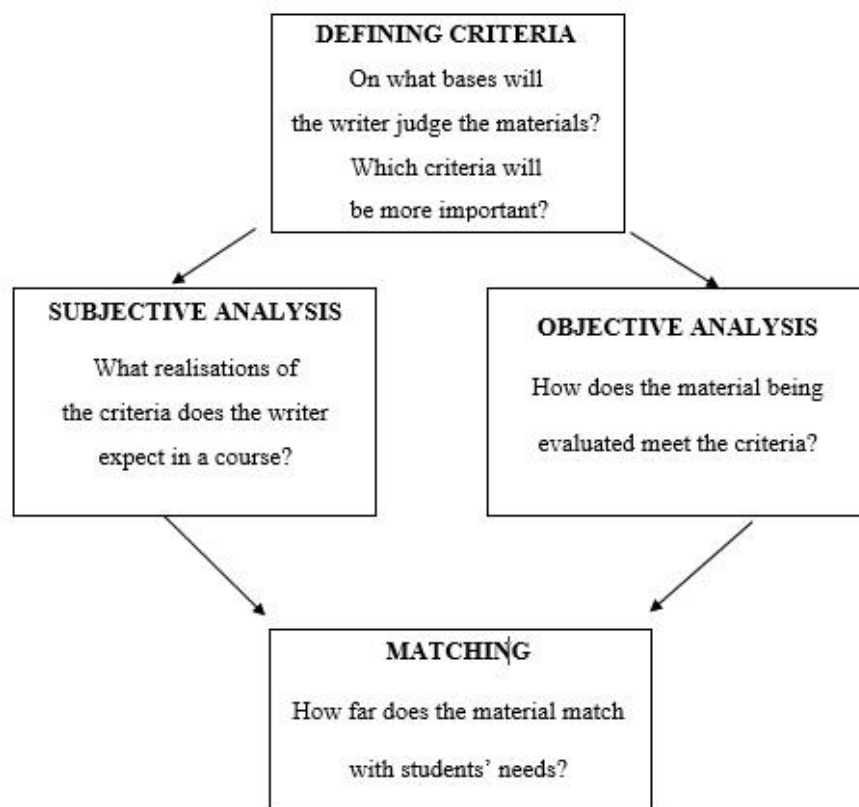 DEFINING CRITERIA
On what bases will
the writer judge the materials?
Which criteria will
be more important?
SUBJECTIVE ANALYSIS
What realisations of
the criteria does the writer
expect in a course?
OBJECTIVE ANALYSIS
How does the material being
evaluated meet the criteria?
MATCHING
How far does the material match
with students’ needs?